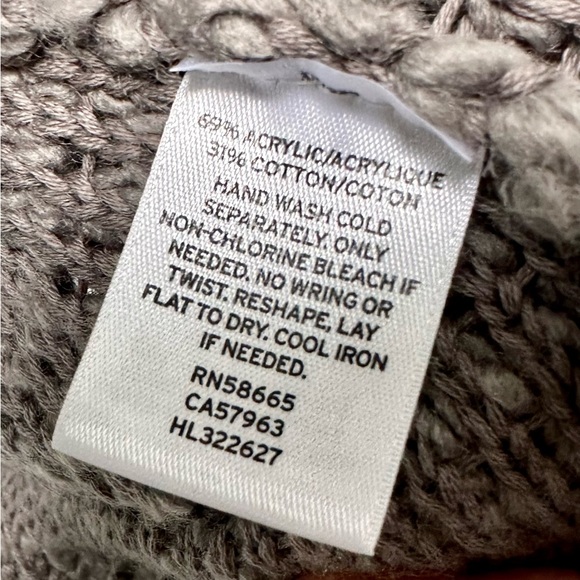 69% ACRYLIC/ACRYLIQUE
31% COTTON/COTON
HAND WASH COLD
SEPARATELY, ONLY
NON-CHLORINE BLEACH IF
NEEDED. NO WRING OR
TWIST. RESHAPE, LAY
FLAT TO DRY. COOL IRON
IF NEEDED.
RN58665
CA57963
HL322627